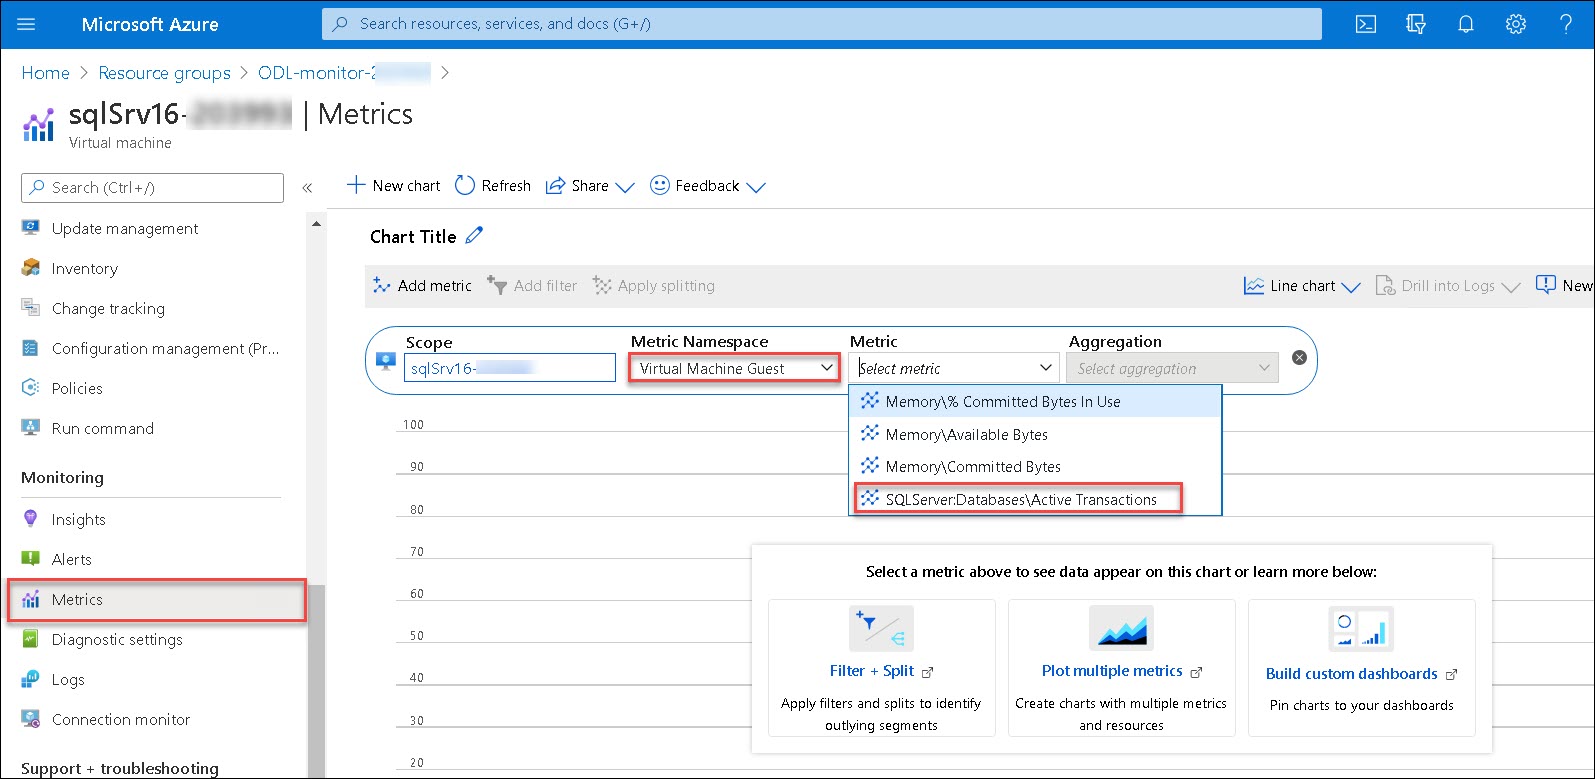 Microsoft Azure
Search resources, services, and docs (G+/)
Home > Resource groups > ODL-monitor- >
sqlSrv16- | Metrics
Virtual machine
Search (Ctrl+/)
«
New chart
Refresh
Share
Feedback
Update management
Inventory
Change tracking
Configuration management (Pr...
Policies
Run command
Monitoring
Insights
Alerts
Metrics
Diagnostic settings
Logs
Connection monitor
Support + troubleshooting
Chart Title
Add metric
Add filter
Apply splitting
Line chart
Drill into Logs
New
Scope
sqlSrv16-
Metric Namespace
Virtual Machine Guest
Metric
Select metric
Aggregation
Select aggregation
Memory\% Committed Bytes In Use
Memory\Available Bytes
Memory\Committed Bytes
SQLServer:Databases\Active Transactions
100
90
80
70
60
50
40
30
20
Select a metric above to see data appear on this chart or learn more below:
Filter + Split
Apply filters and splits to identify
outlying segments
Plot multiple metrics
Create charts with multiple metrics
and resources
Build custom dashboards
Pin charts to your dashboards